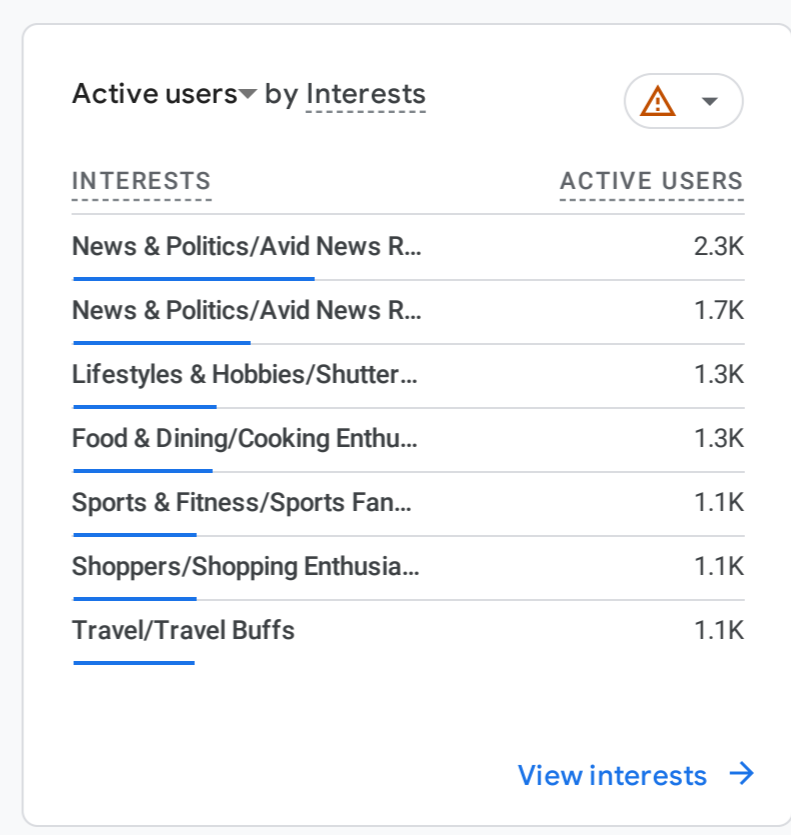 Active users by Interests
INTERESTS ACTIVE USERS
News & Politics/Avid News R... 2.3K
News & Politics/Avid News R... 1.7K
Lifestyles & Hobbies/Shutter... 1.3K
Food & Dining/Cooking Enthu... 1.3K
Sports & Fitness/Sports Fan... 1.1K
Shoppers/Shopping Enthusia... 1.1K
Travel/Travel Buffs 1.1K
View interests